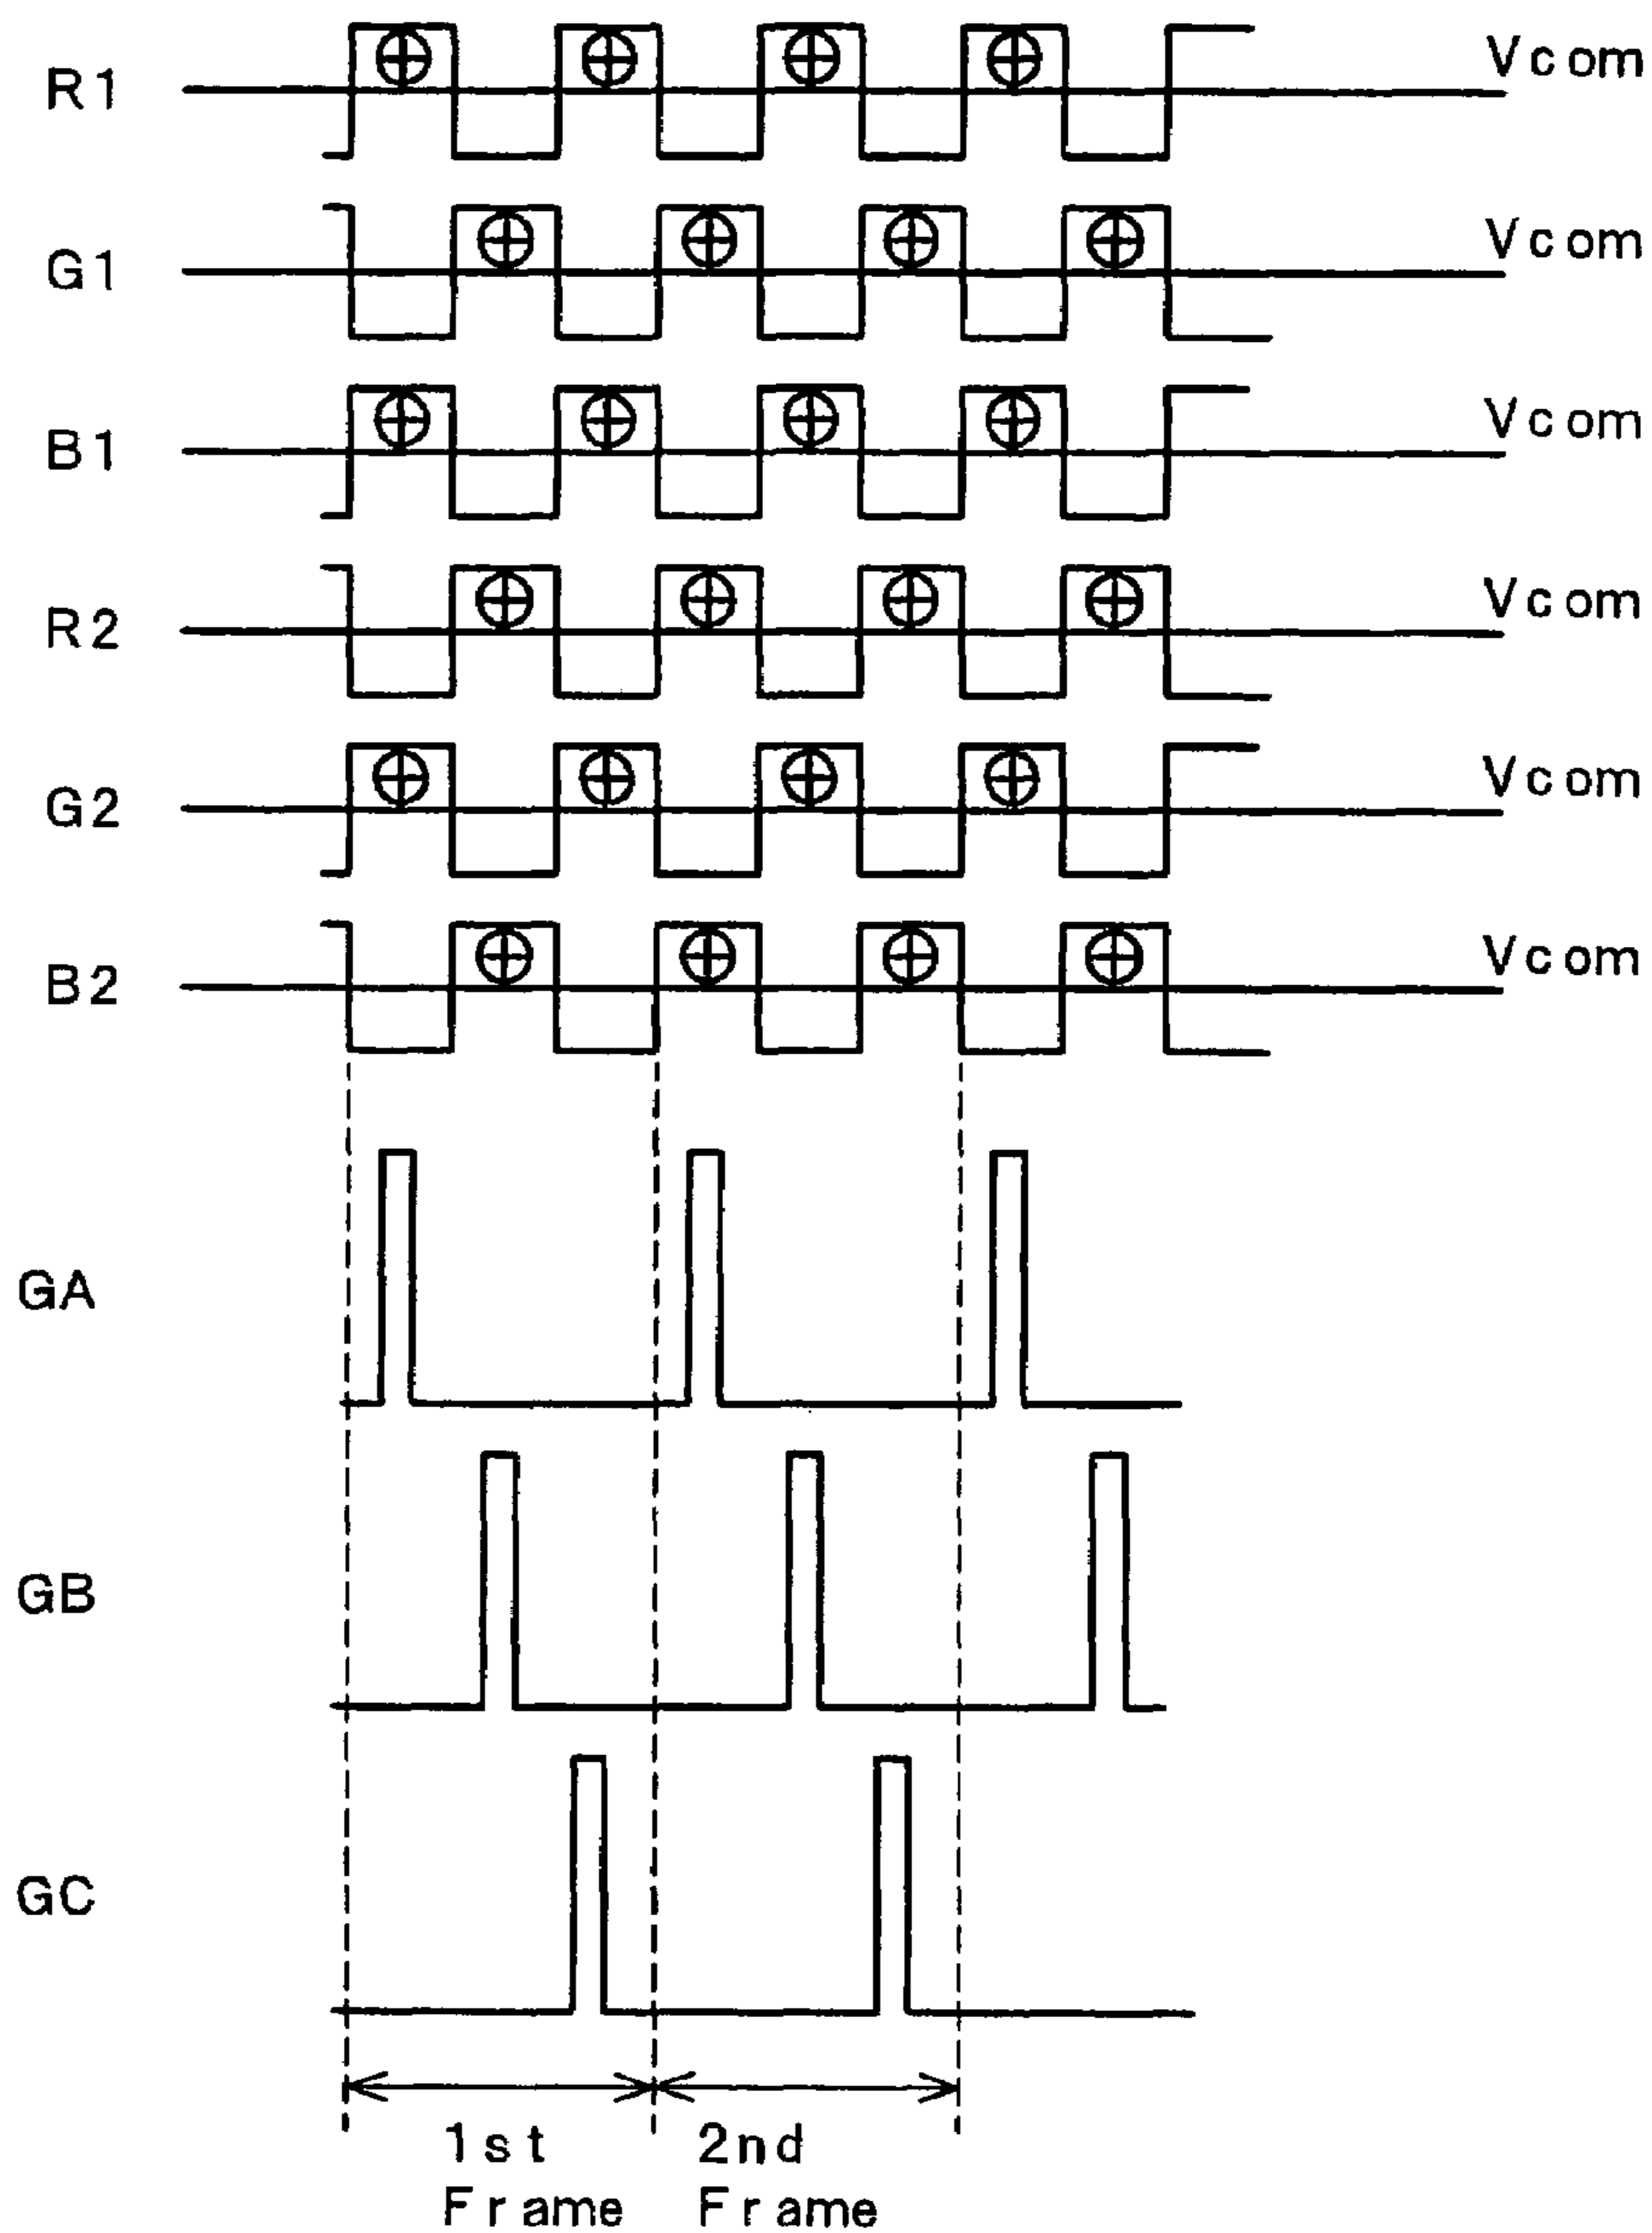 R1 Vcom
G1 Vcom
B1 Vcom
R2 Vcom
G2 Vcom
B2 Vcom
GA
GB
GC
1st Frame
2nd Frame